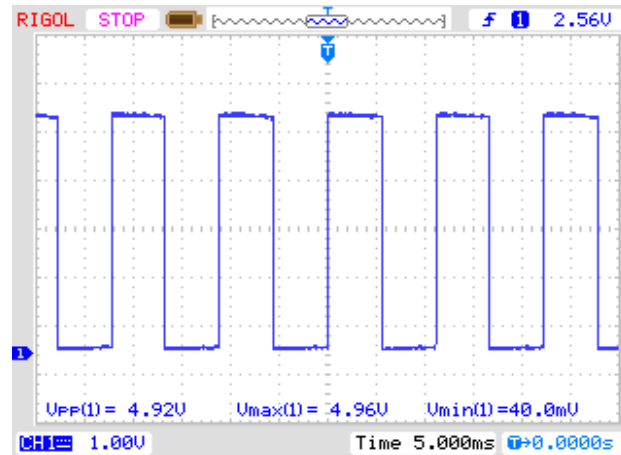 RIGOL STOP T f 1 2.56V
T
1
Vpp(1)= 4.92V Vmax(1)= 4.96V Vmin(1)=40.0mV
CH1 1.00V Time 5.000ms T→0.0000s